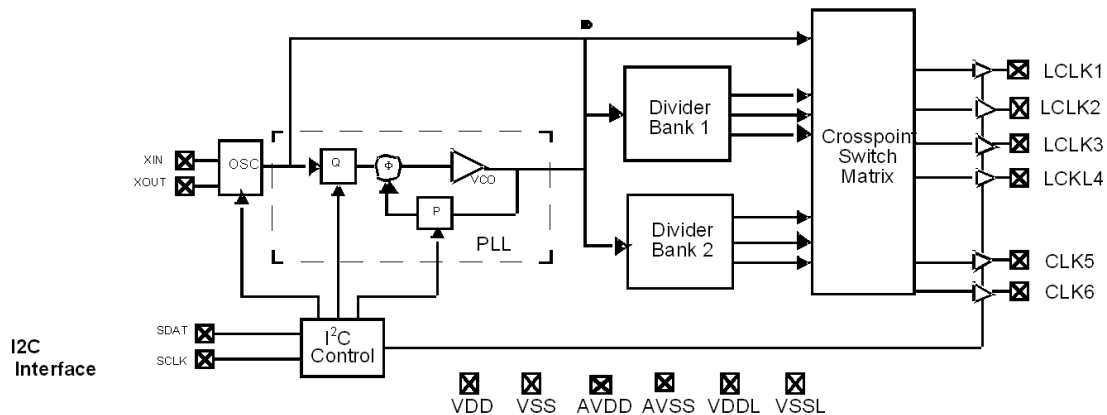 LCLK1
Divider
Bank 1
LCLK2
Crosspoint
Switch
Matrix
LCLK3
XIN
OSC
Q
Φ
VCO
LCKL4
XOUT
P
PLL
Divider
Bank 2
CLK5
CLK6
SDAT
I²C
Control
I2C
Interface
SCLK
VDD VSS AVDD AVSS VDDL VSSL